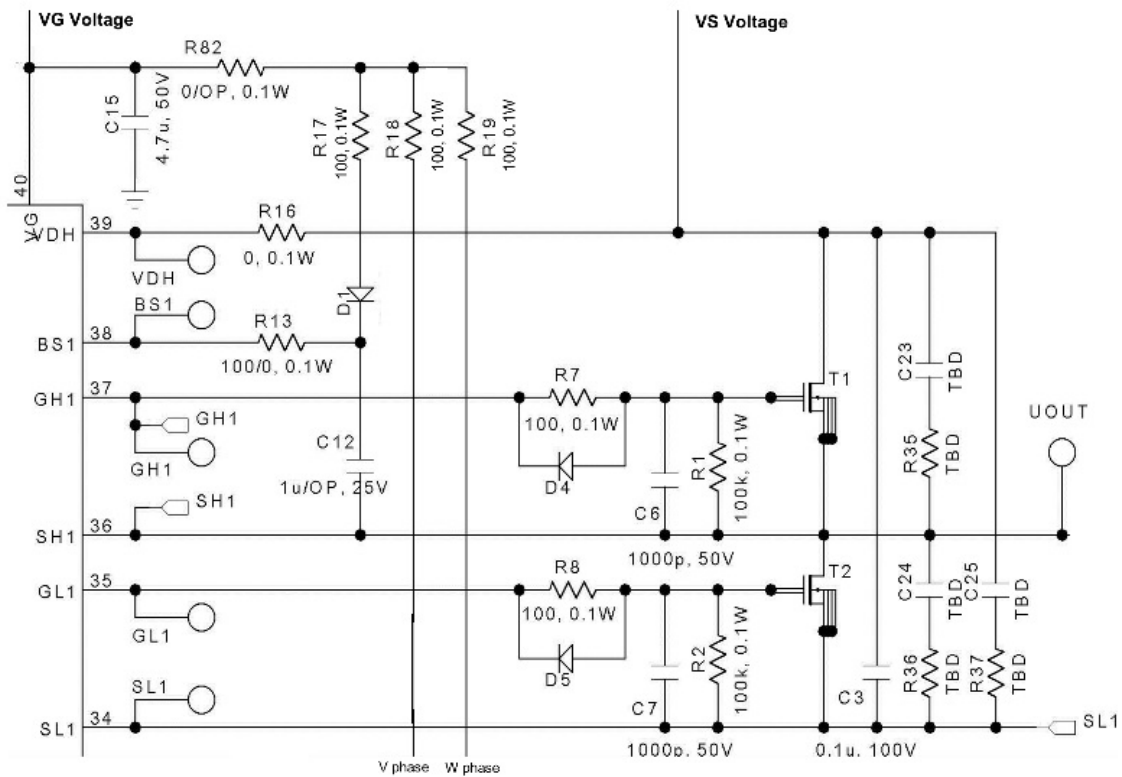 VG Voltage
VS Voltage
R82
0/OP, 0.1W
C15
4.7u, 50V
R17
100, 0.1W
R18
100, 0.1W
R19
100, 0.1W
40
VG
39
VDH
R16
0, 0.1W
VDH
BS1
D1
38
BS1
R13
100/0, 0.1W
37
GH1
GH1
GH1
R7
100, 0.1W
D4
T1
C23
TBD
UOUT
C12
1u/OP, 25V
R1
100k, 0.1W
R35
TBD
SH1
C6
36
SH1
1000p, 50V
35
GL1
R8
100, 0.1W
T2
C24
TBD
C25
TBD
GL1
D5
R2
100k, 0.1W
SL1
C7
C3
R36
TBD
R37
TBD
34
SL1
SL1
1000p, 50V
0.1u, 100V
V phase
W phase